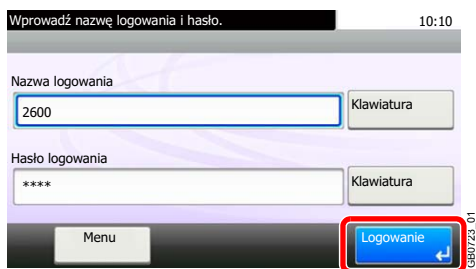 Wprowadź nazwę logowania i hasło. 10:10
Nazwa logowania
2600 Klawiatura
Hasło logowania
**** Klawiatura
Menu Logowanie
GB0723_01